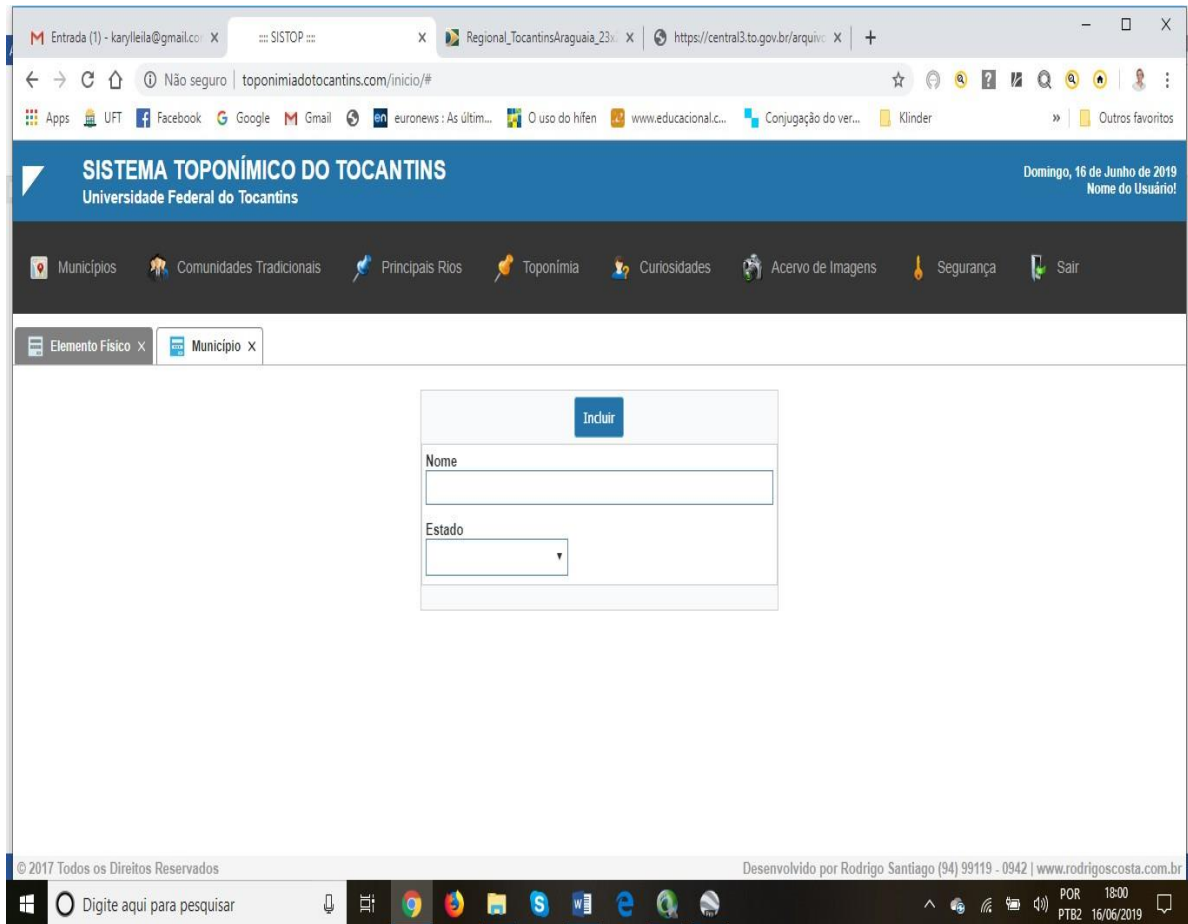 Entrada (1) - karylleila@gmail.co
:::: SISTOP ::::
Regional_TocantinsAraguaia_23x
https://central3.to.gov.br/arquivo
Não seguro | toponimiadotocantins.com/inicio/#
Apps UFT Facebook Google Gmail euronews : As últim... O uso do hífen www.educacional.c... Conjugação do ver... Klinder » Outros favoritos
SISTEMA TOPONÍMICO DO TOCANTINS
Universidade Federal do Tocantins
Domingo, 16 de Junho de 2019
Nome do Usuário!
Municípios Comunidades Tradicionais Principais Rios Toponímia Curiosidades Acervo de Imagens Segurança Sair
Elemento Físico X Município X
Incluir
Nome
Estado
© 2017 Todos os Direitos Reservados
Desenvolvido por Rodrigo Santiago (94) 99119 - 0942 | www.rodrigoscosta.com.br
Digite aqui para pesquisar
POR 18:00
PTB2 16/06/2019